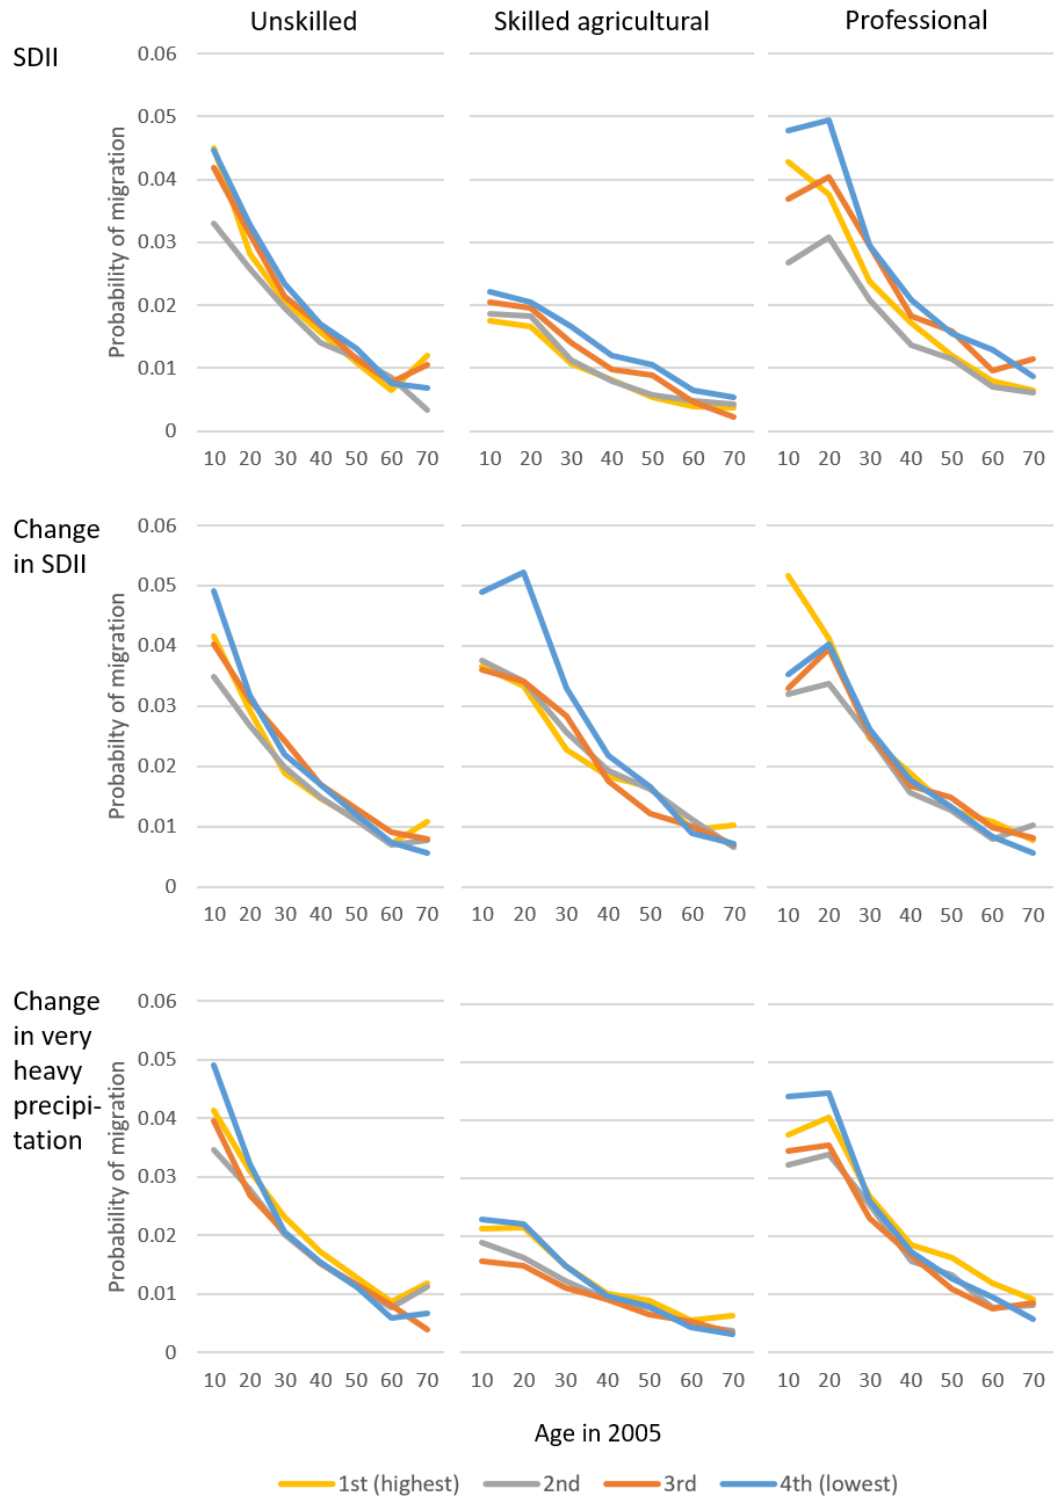 Unskilled Skilled agricultural Professional
SDII
Probability of migration
0.06
0.05
0.04
0.03
0.02
0.01
0
10 20 30 40 50 60 70 10 20 30 40 50 60 70 10 20 30 40 50 60 70
Change
in SDII
Probabilty of migration
0.06
0.05
0.04
0.03
0.02
0.01
0
10 20 30 40 50 60 70 10 20 30 40 50 60 70 10 20 30 40 50 60 70
Change
in very
heavy
precipi-
tation
Probability of migration
0.06
0.05
0.04
0.03
0.02
0.01
0
10 20 30 40 50 60 70 10 20 30 40 50 60 70 10 20 30 40 50 60 70
Age in 2005
1st (highest) 2nd 3rd 4th (lowest)